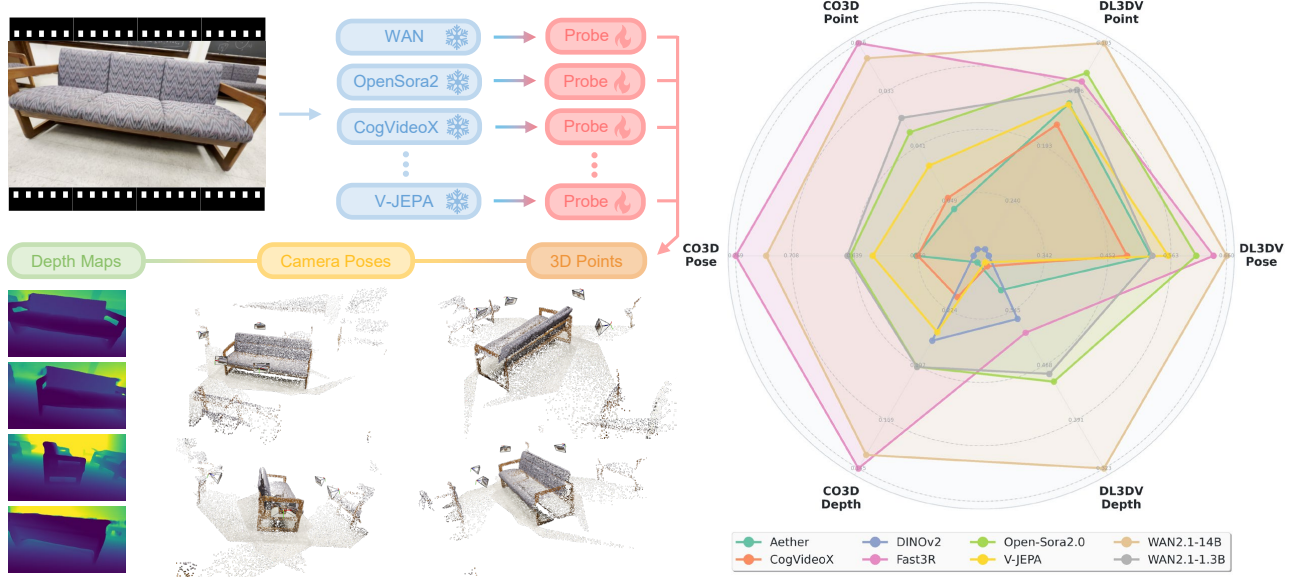 WAN
Probe
OpenSora2
Probe
CogVideoX
Probe
V-JEPA
Probe
Depth Maps
Camera Poses
3D Points
CO3D
Point
DL3DV
Point
CO3D
Pose
DL3DV
Pose
CO3D
Depth
DL3DV
Depth
Aether
DINOv2
Open-Sora2.0
WAN2.1-14B
CogVideoX
Fast3R
V-JEPA
WAN2.1-1.3B